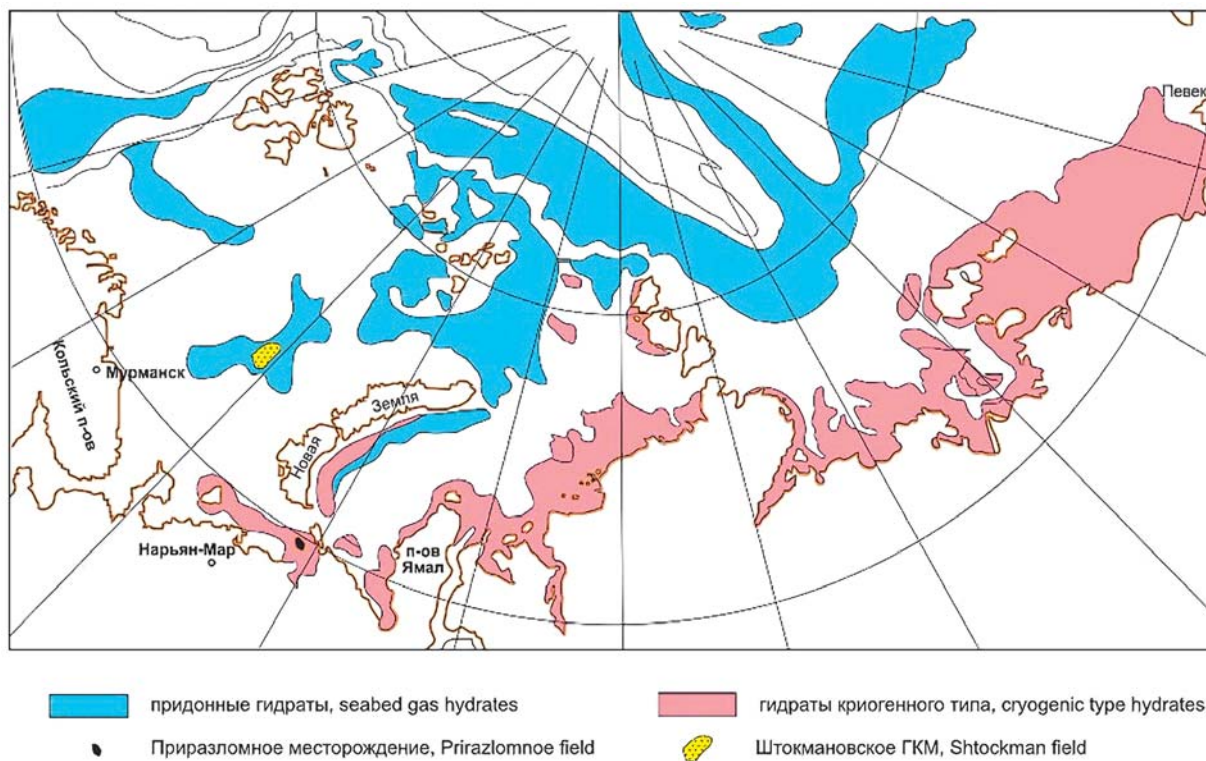 Певек
Кольский п-ов
Мурманск
Новая
Земля
Нарьян-Мар
п-ов
Ямал
придонные гидраты, seabed gas hydrates
гидраты криогенного типа, cryogenic type hydrates
Приразломное месторождение, Prirazlomnoe field
Штокмановское ГКМ, Shtockman field